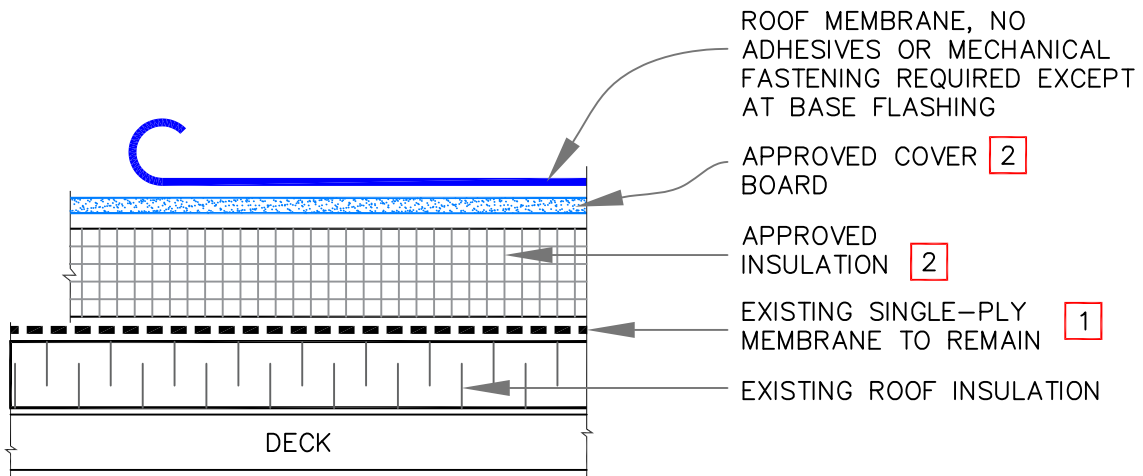 ROOF MEMBRANE, NO
ADHESIVES OR MECHANICAL
FASTENING REQUIRED EXCEPT
AT BASE FLASHING
APPROVED COVER 2
BOARD
APPROVED
INSULATION 2
EXISTING SINGLE-PLY
MEMBRANE TO REMAIN 1
EXISTING ROOF INSULATION
DECK